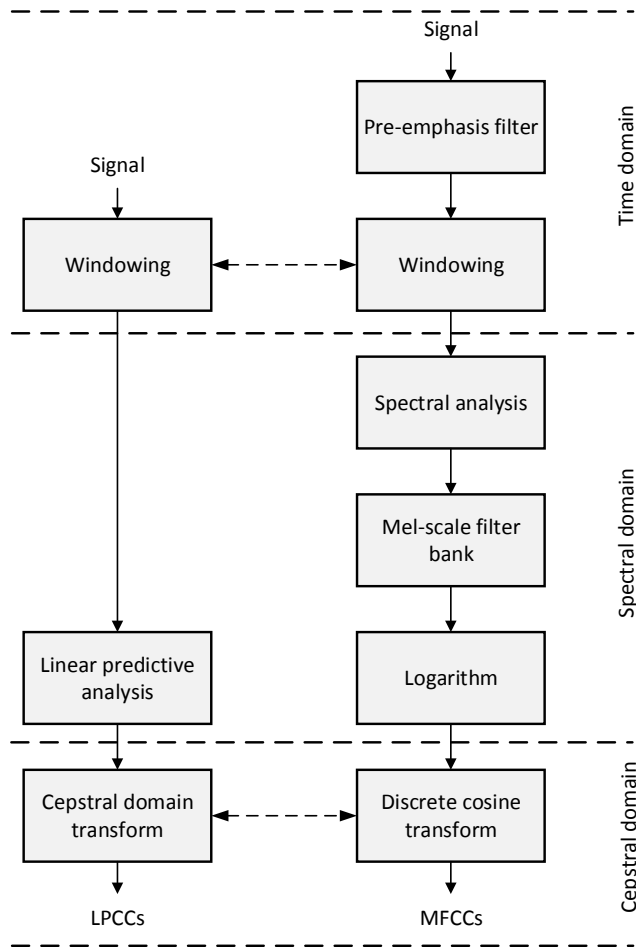 Signal
Pre-emphasis filter
Time domain
Signal
Windowing
Windowing
Spectral analysis
Mel-scale filter
bank
Spectral domain
Linear predictive
analysis
Logarithm
Cepstral domain
transform
Discrete cosine
transform
Cepstral domain
LPCCs
MFCCs